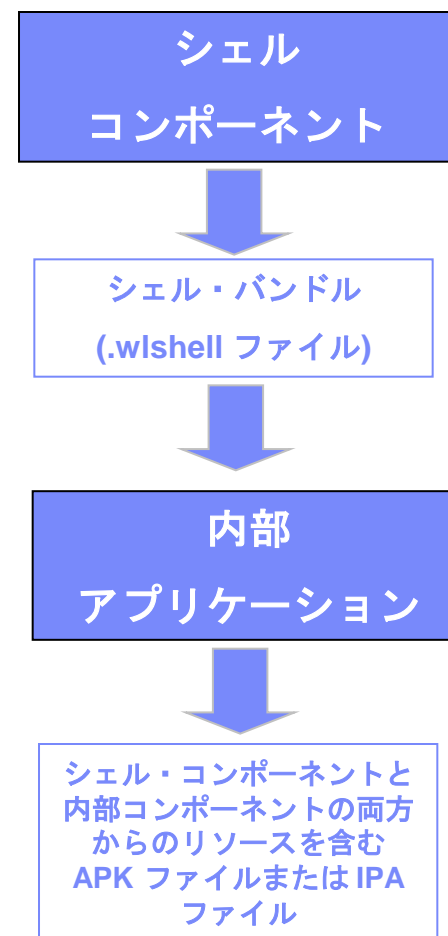 シェル
コンポーネント
シェル・バンドル
(.wlshell ファイル)
内部
アプリケーション
シェル・コンポーネントと
内部コンポーネントの両方
からのリソースを含む
APK ファイルまたは IPA
ファイル